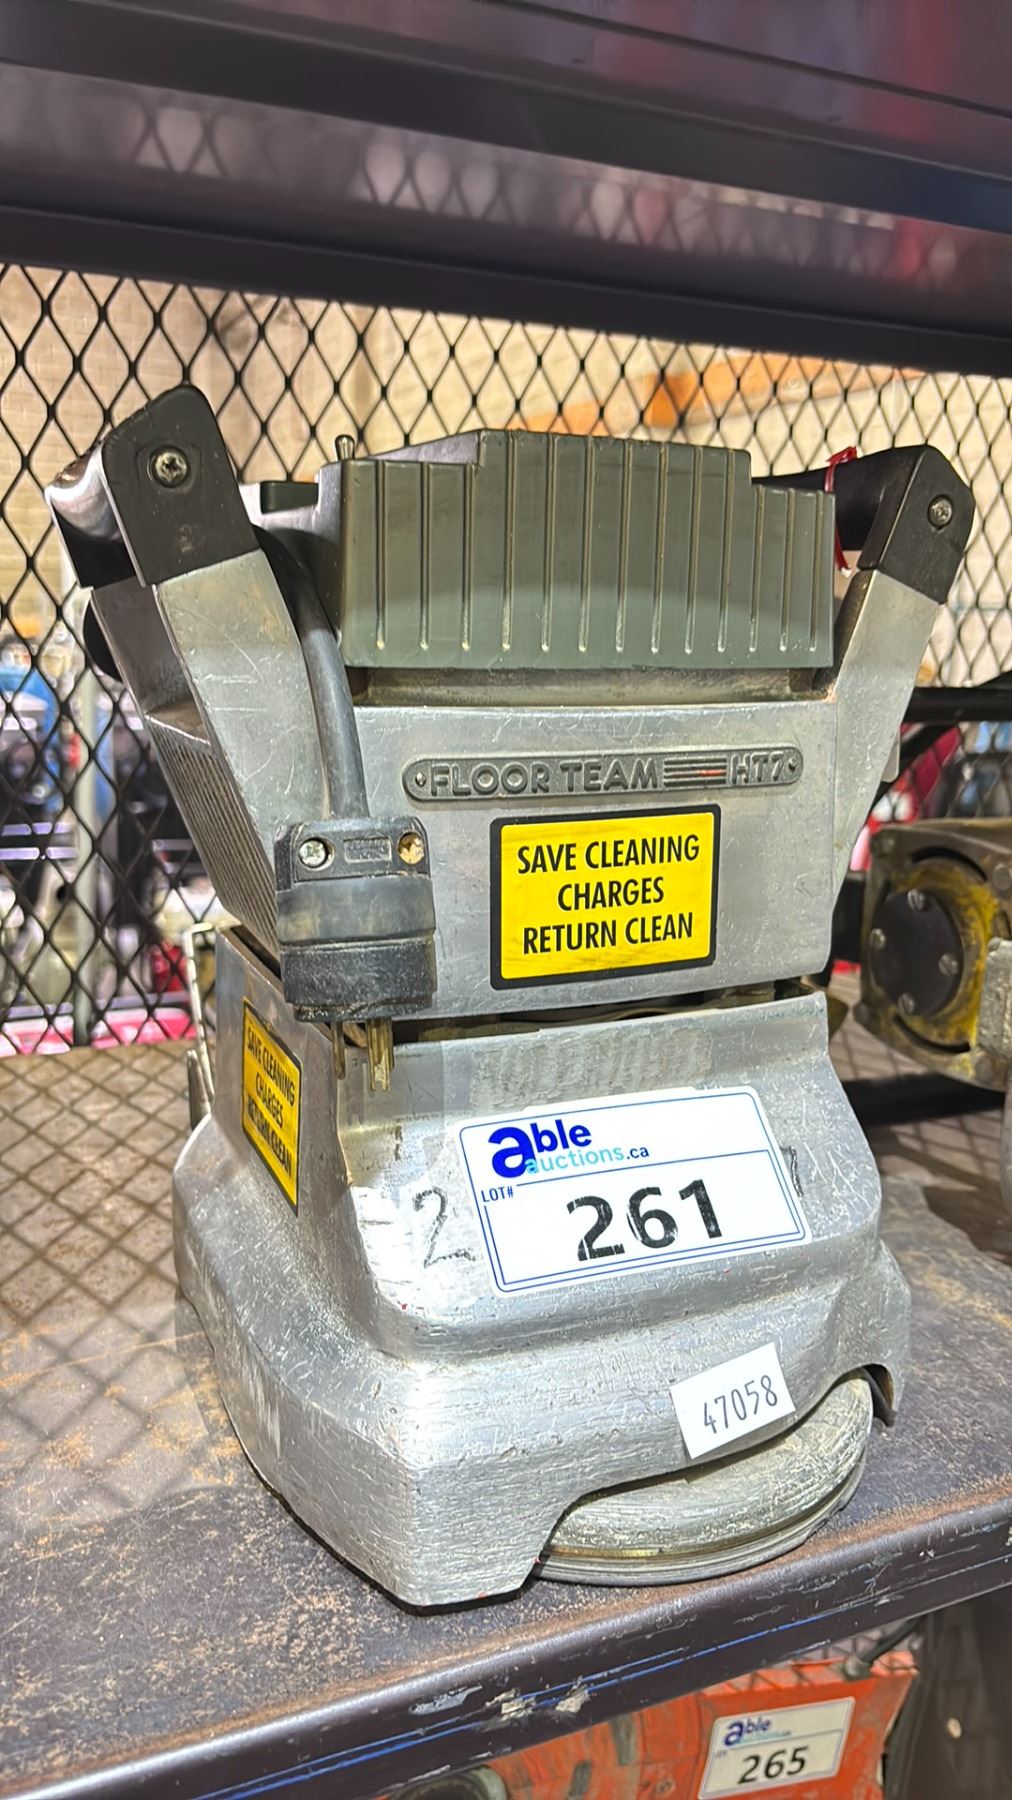 FLOOR TEAM HT7
SAVE CLEANING
CHARGES
RETURN CLEAN
SAVE CLEANING
CHARGES
RETURN CLEAN
able
auctions.ca
LOT#
261
2
47058
able
265